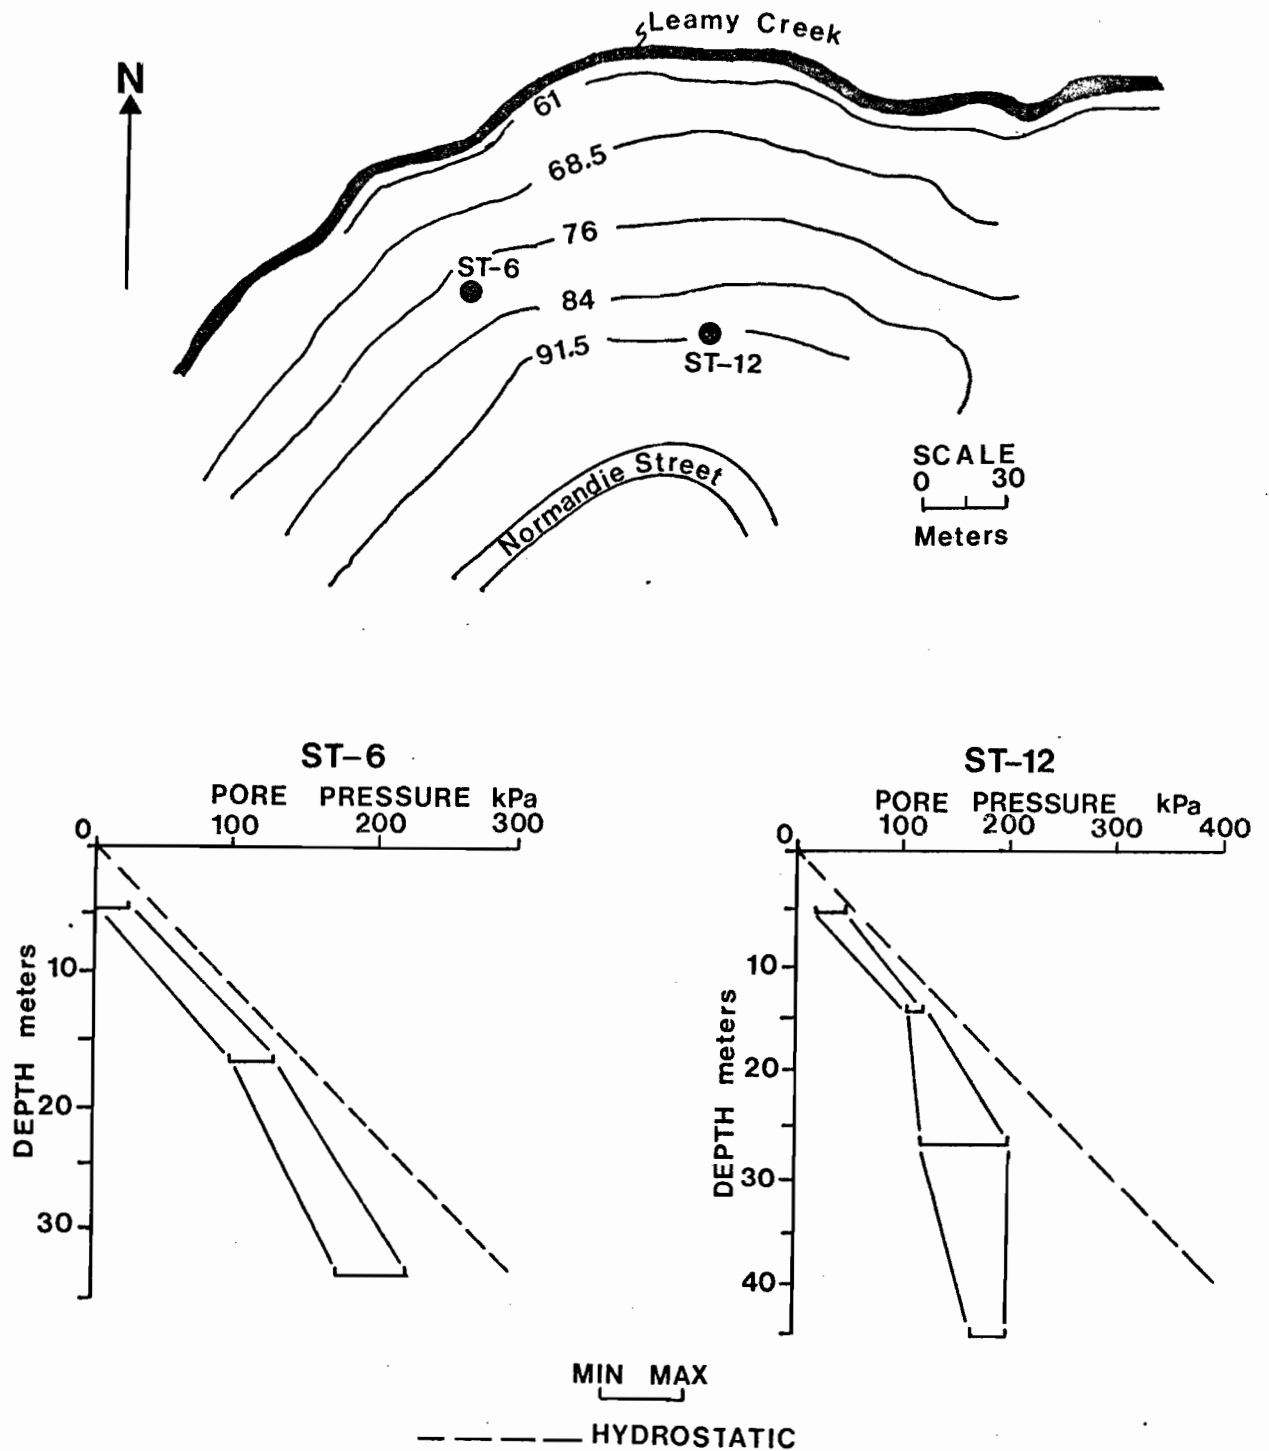 Leamy Creek
N
61
68.5
76
ST-6
84
91.5
ST-12
SCALE
0 30
Meters
Normandie Street
ST-6
PORE PRESSURE kPa
0 100 200 300
DEPTH meters
10
20
30
ST-12
PORE PRESSURE kPa
0 100 200 300 400
DEPTH meters
10
20
30
40
MIN MAX
HYDROSTATIC